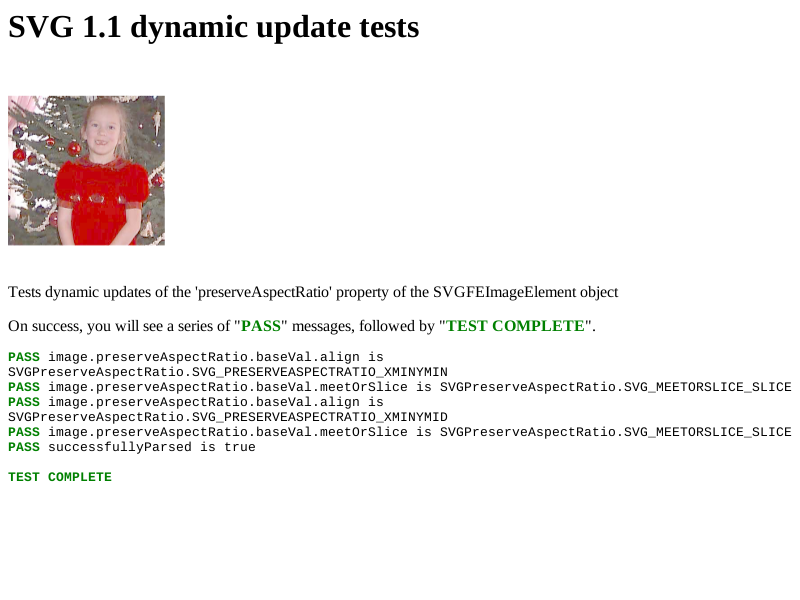 SVG 1.1 dynamic update tests
Tests dynamic updates of the 'preserveAspectRatio' property of the SVGFEImageElement object
On success, you will see a series of "PASS" messages, followed by "TEST COMPLETE".
PASS image.preserveAspectRatio.baseVal.align is
SVGPreserveAspectRatio.SVG_PRESERVEASPECTRATIO_XMINYMIN
PASS image.preserveAspectRatio.baseVal.meetOrSlice is SVGPreserveAspectRatio.SVG_MEETORSLICE_SLICE
PASS image.preserveAspectRatio.baseVal.align is
SVGPreserveAspectRatio.SVG_PRESERVEASPECTRATIO_XMINYMID
PASS image.preserveAspectRatio.baseVal.meetOrSlice is SVGPreserveAspectRatio.SVG_MEETORSLICE_SLICE
PASS successfullyParsed is true
TEST COMPLETE